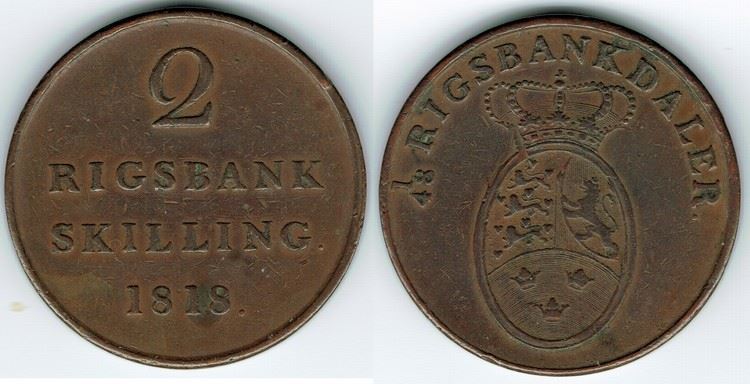 2
RIGSBANK
SKILLING.
1818.
1/48 RIGSBANKDALER.